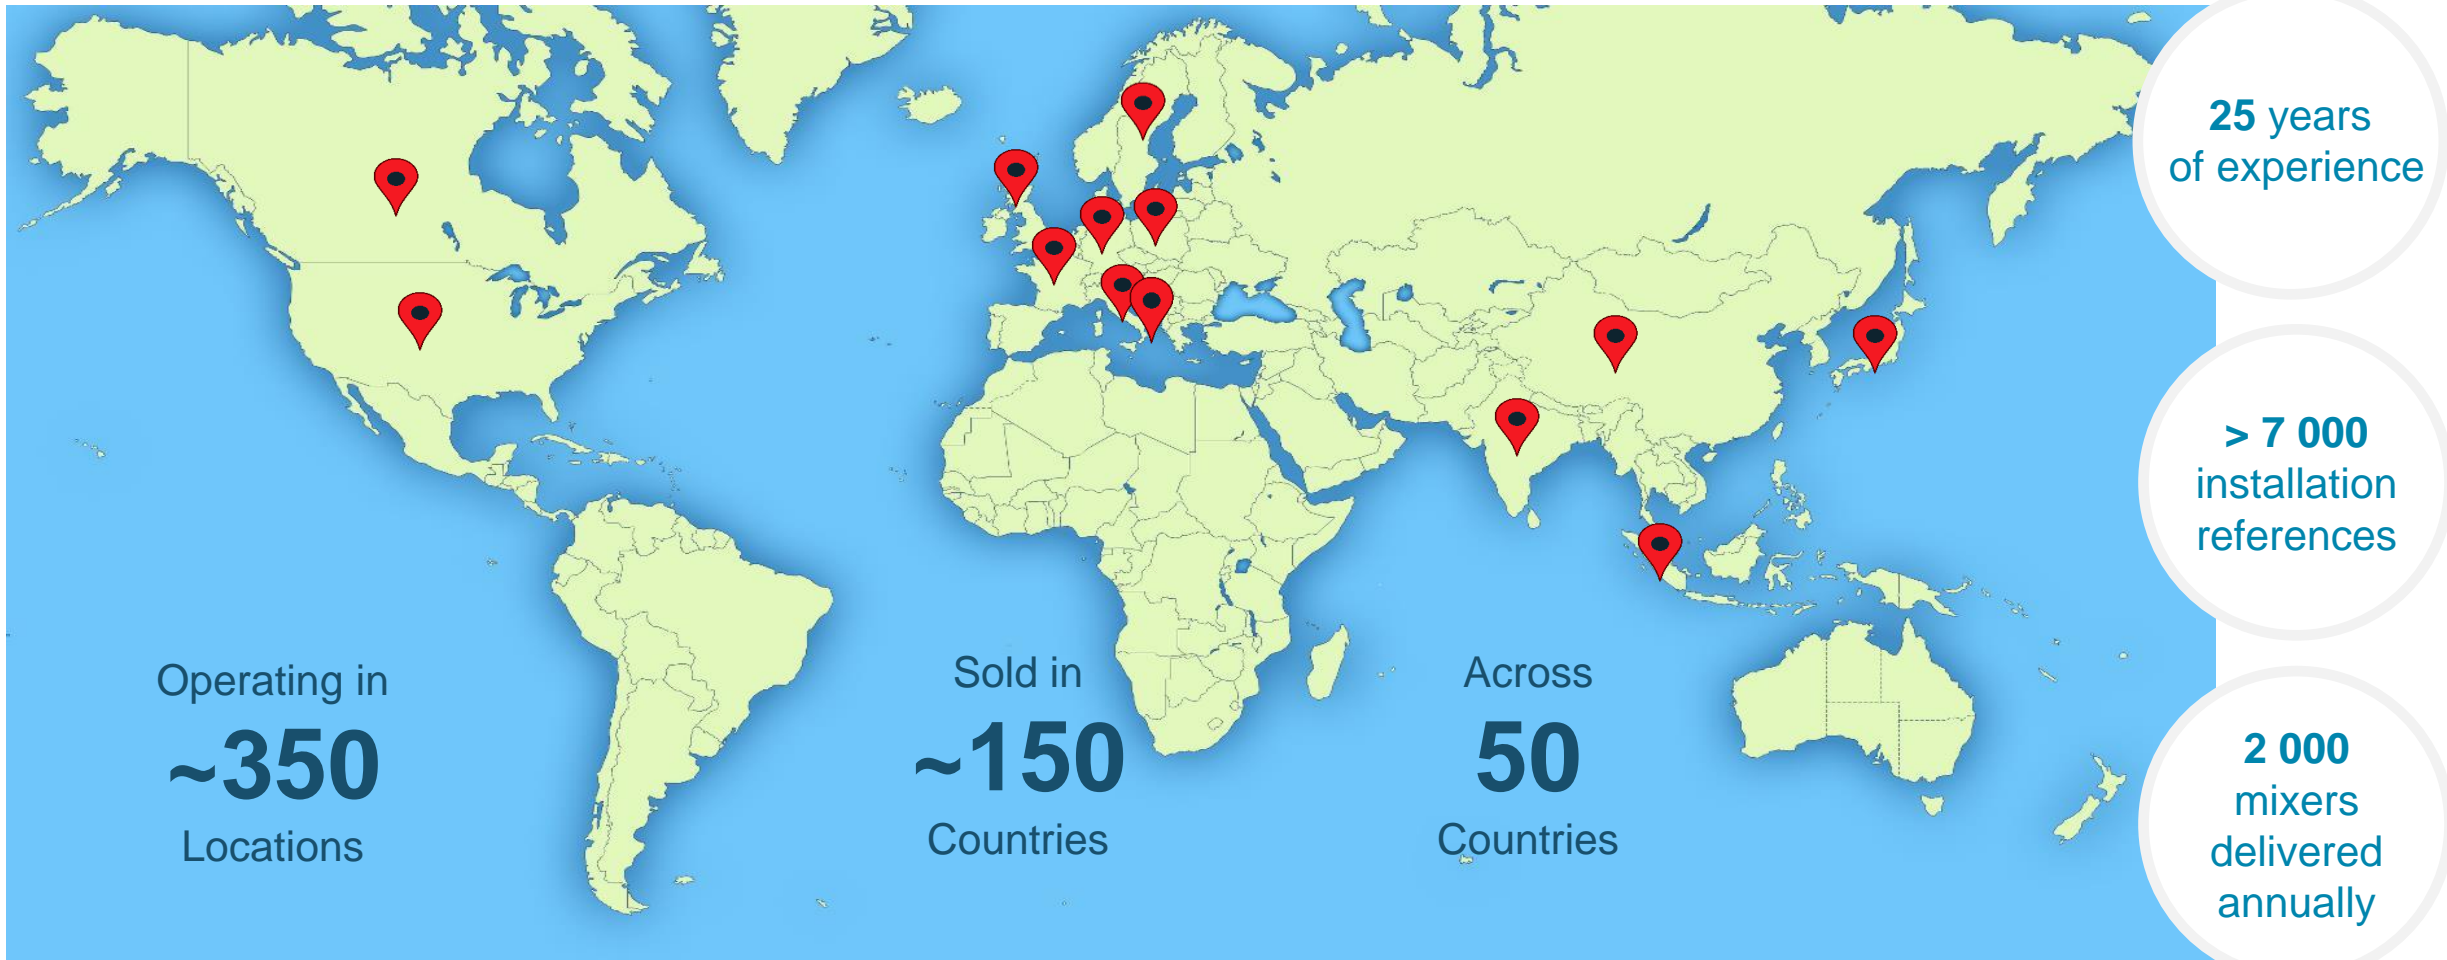 Operating in
~350
Locations
Sold in
~150
Countries
Across
50
Countries
25 years
of experience
> 7 000
installation
references
2 000
mixers
delivered
annually